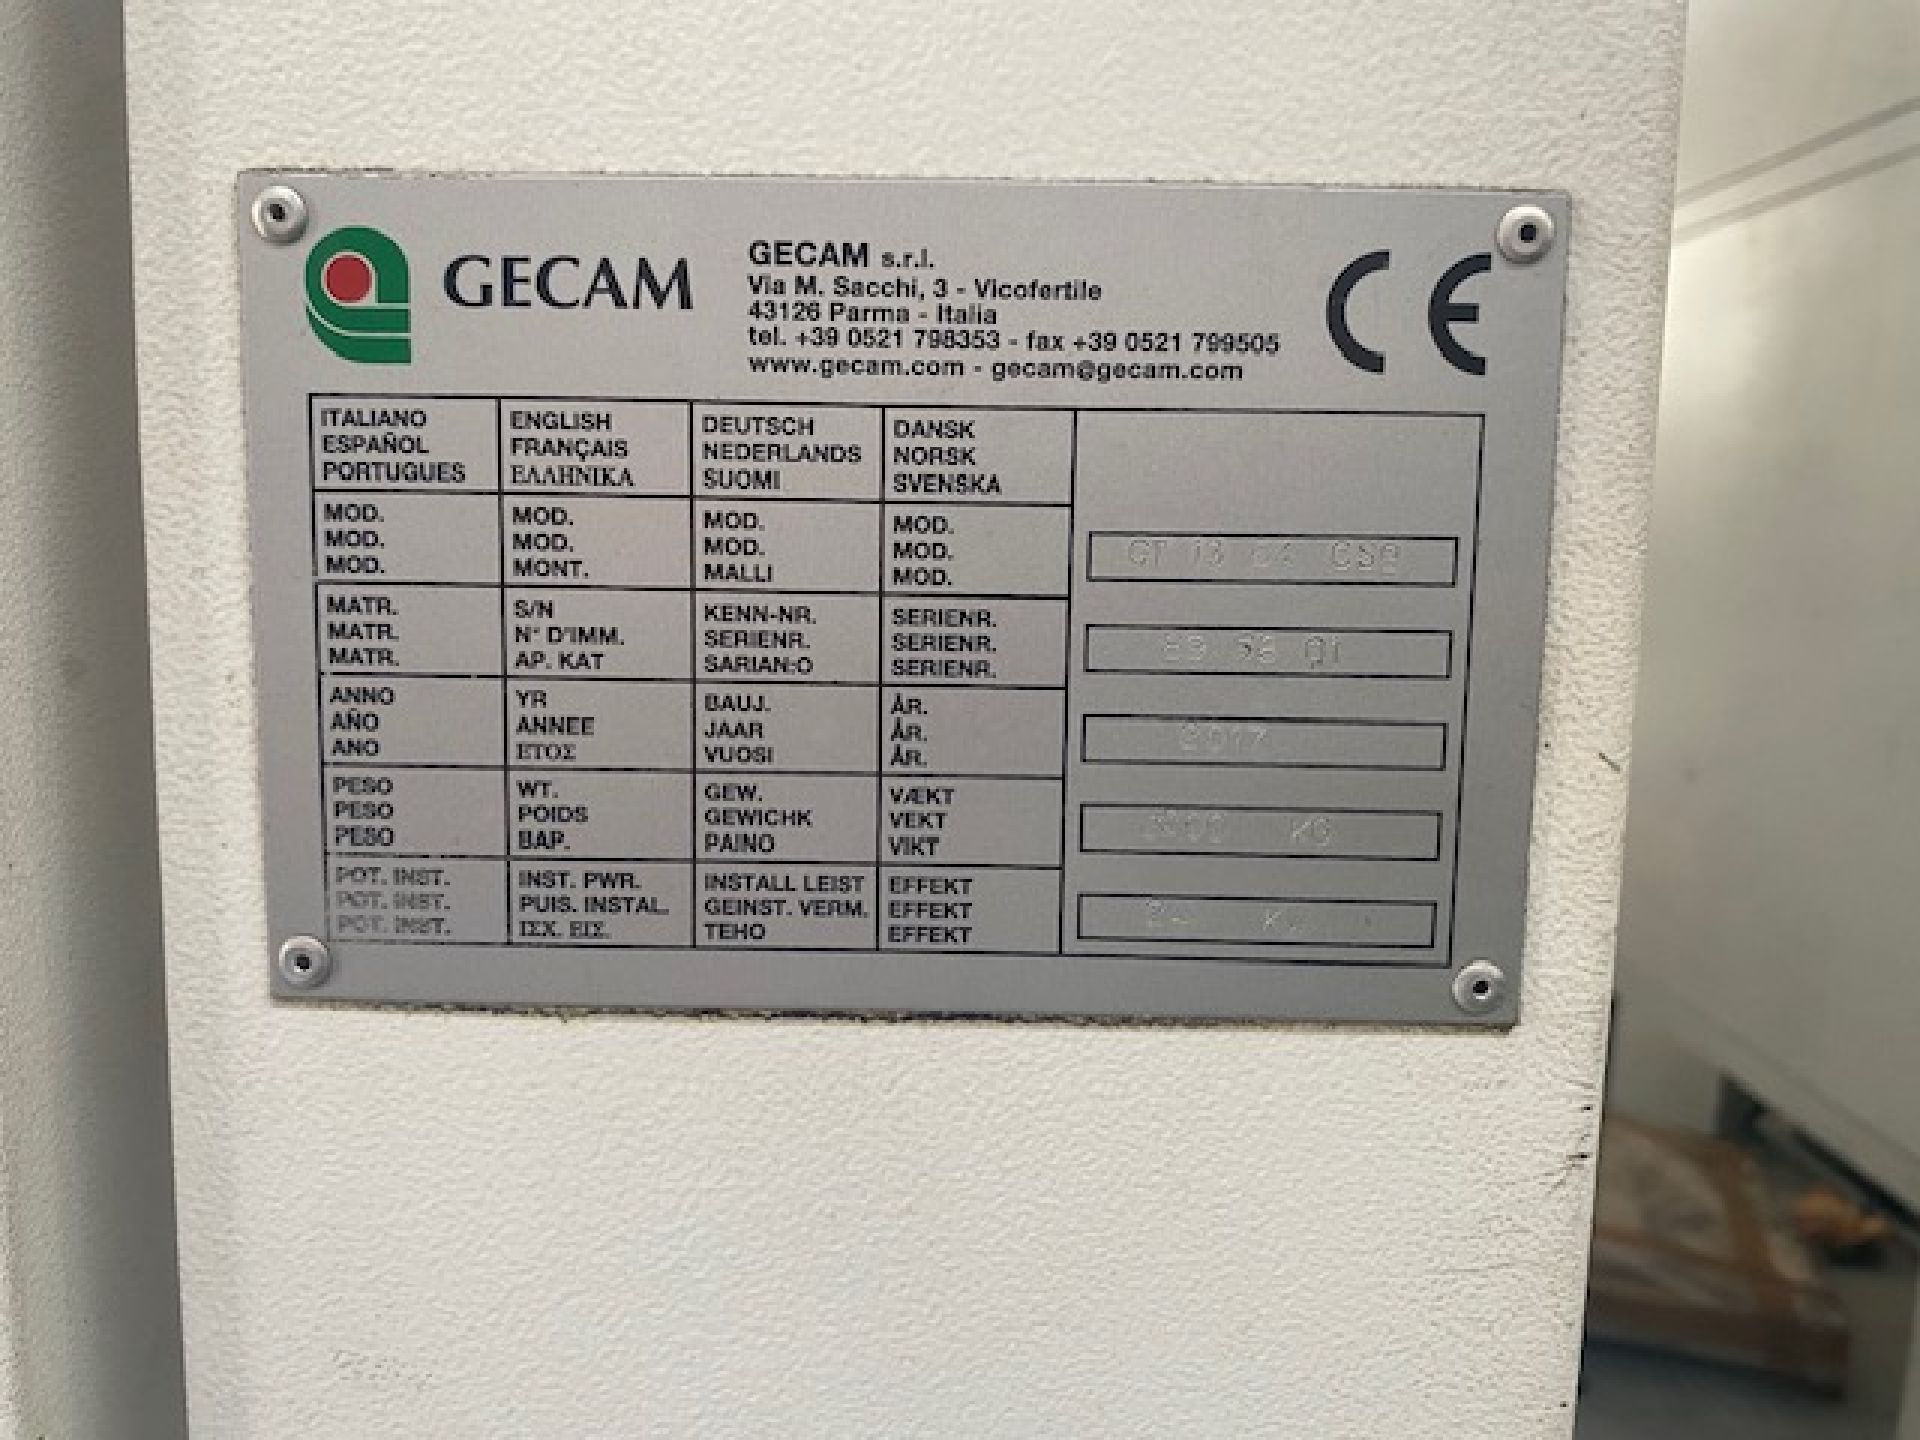 GECAM
GECAM s.r.l.
Via M. Sacchi, 3 - Vicofertile
43126 Parma - Italia
tel. +39 0521 798353 - fax +39 0521 799505
www.gecam.com - gecam@gecam.com
CE
ITALIANO ENGLISH DEUTSCH DANSK
ESPAÑOL FRANÇAIS NEDERLANDS NORSK
PORTUGUES ΕΛΛΗΝΙΚΑ SUOMI SVENSKA
MOD. MOD. MOD. MOD.
MOD. MOD. MOD. MOD.
MOD. MONT. MALLI MOD.
MATR. S/N KENN-NR. SERIENR.
MATR. N° D'IMM. SERIENR. SERIENR.
MATR. AP. KAT SARIAN:O SERIENR.
ANNO YR BAUJ. ÅR.
AÑO ANNEE JAAR ÅR.
ANO ΕΤΟΣ VUOSI ÅR.
2017
PESO WT. GEW. VÆKT
PESO POIDS GEWICHK VEKT
PESO ΒΑΡ. PAINO VIKT
KG
POT. INST. INST. PWR. INSTALL LEIST EFFEKT
POT. INST. PUIS. INSTAL. GEINST. VERM. EFFEKT
POT. INST. ΙΣΧ. ΕΙΣ. TEHO EFFEKT